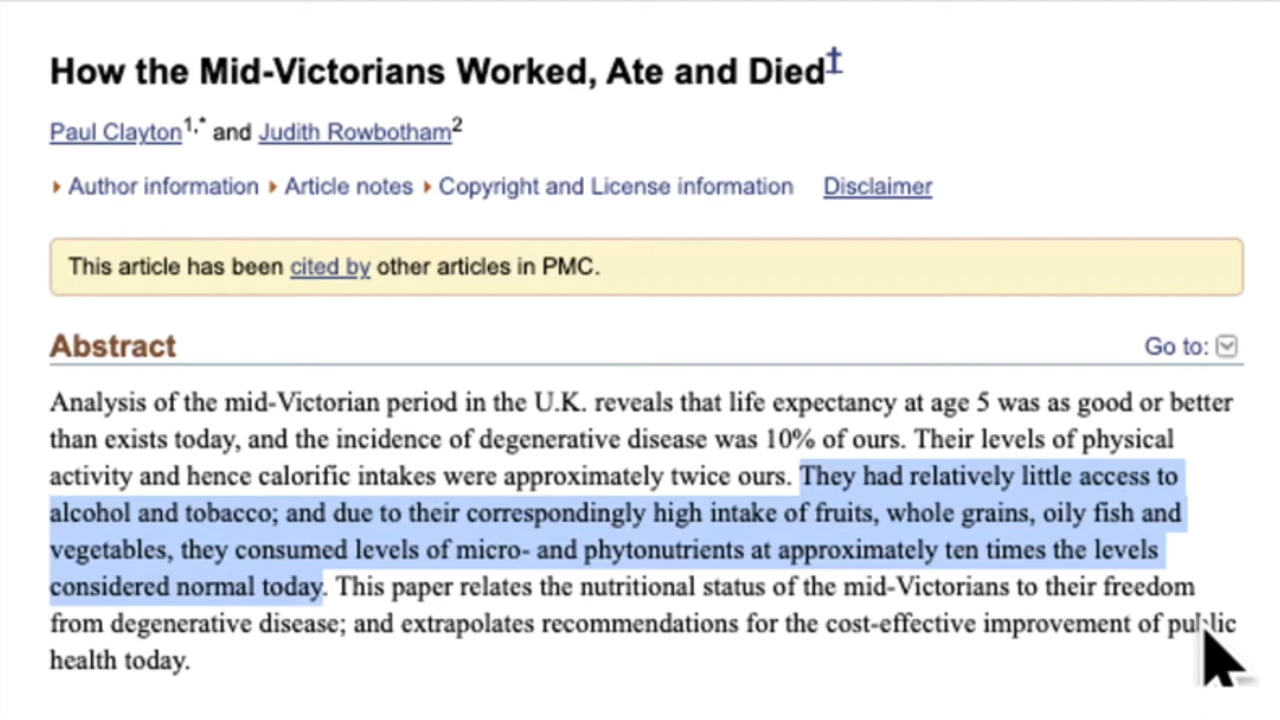 How the Mid-Victorians Worked, Ate and Died‡
Paul Clayton1,* and Judith Rowbotham2
Author information Article notes Copyright and License information Disclaimer
This article has been cited by other articles in PMC.
Abstract Go to:
Analysis of the mid-Victorian period in the U.K. reveals that life expectancy at age 5 was as good or better
than exists today, and the incidence of degenerative disease was 10% of ours. Their levels of physical
activity and hence calorific intakes were approximately twice ours. They had relatively little access to
alcohol and tobacco; and due to their correspondingly high intake of fruits, whole grains, oily fish and
vegetables, they consumed levels of micro- and phytonutrients at approximately ten times the levels
considered normal today. This paper relates the nutritional status of the mid-Victorians to their freedom
from degenerative disease; and extrapolates recommendations for the cost-effective improvement of public
health today.